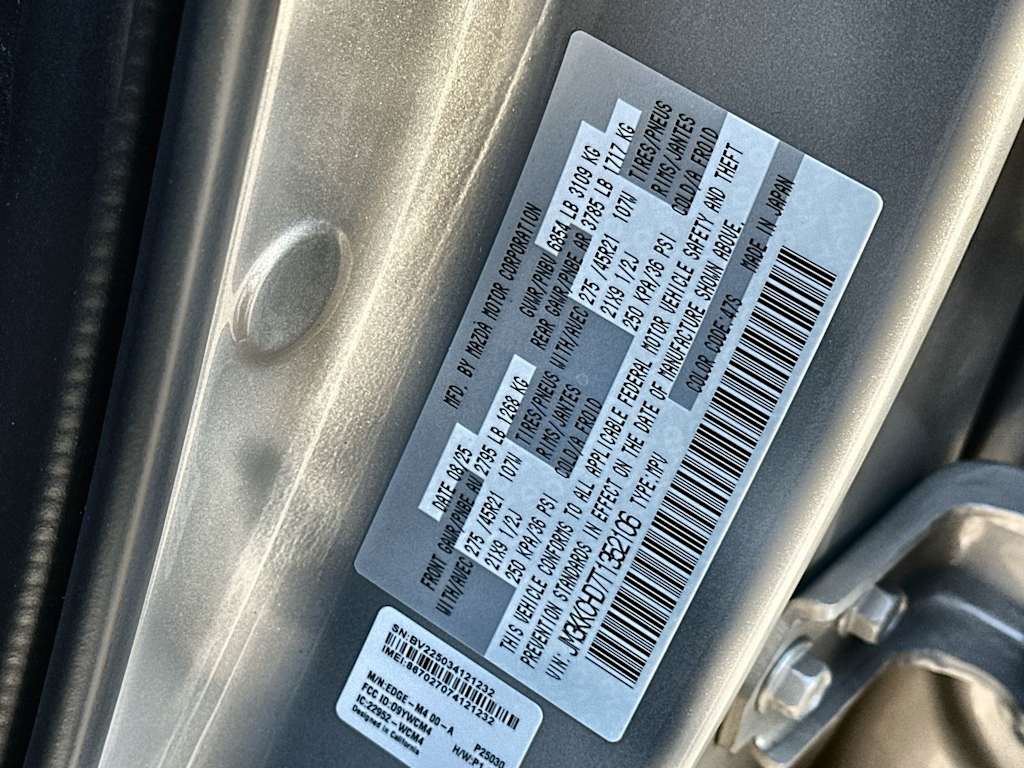 MFD. BY MAZDA MOTOR CORPORATION
DATE 08/25 GVWR/PNBV 6854 LB 3109 KG
FRONT GAWR/PNBE AV 2795 LB 1268 KG REAR GAWR/PNBE AR 3785 LB 1717 KG
WITH/AVEC 275 /45R21 107W TIRES/PNEUS WITH/AVEC 275 /45R21 107W TIRES/PNEUS
21X9 1/2J RIMS/JANTES 21X9 1/2J RIMS/JANTES
250 KPA/36 PSI COLD/A FROID 250 KPA/36 PSI COLD/A FROID
THIS VEHICLE CONFORMS TO ALL APPLICABLE FEDERAL MOTOR VEHICLE SAFETY AND THEFT
PREVENTION STANDARDS IN EFFECT ON THE DATE OF MANUFACTURE SHOWN ABOVE.
VIN: JM3KKCHD7T1352106 TYPE:MPV COLOR CODE:47S MADE IN JAPAN
SN:BV225034121232
IMEI:867027074121232
M/N:EDGE-M4 00-A P25030
FCC ID:D9YWCM4 H/W:P1
IC:22952-WCM4
Designed in California